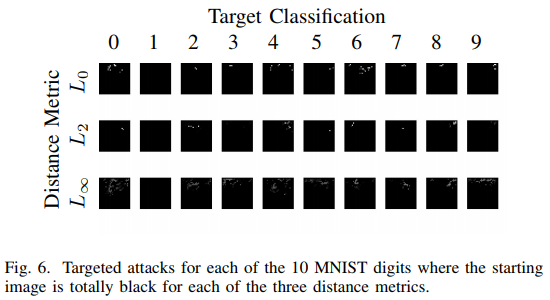 Target Classification
0 1 2 3 4 5 6 7 8 9
Distance Metric
L0
L2
L∞
Fig. 6. Targeted attacks for each of the 10 MNIST digits where the starting
image is totally black for each of the three distance metrics.